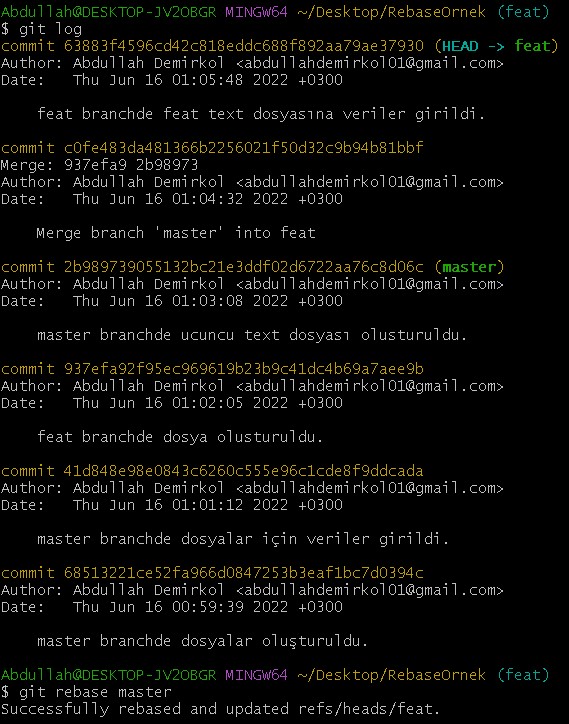 Abdullah@DESKTOP-JV2OBGR MINGW64 ~/Desktop/RebaseOrnek (feat)
$ git log
commit 63883f4596cd42c818eddc688f892aa79ae37930 (HEAD -> feat)
Author: Abdullah Demirkol <abdullahdemirkol01@gmail.com>
Date:   Thu Jun 16 01:05:48 2022 +0300

    feat branchde feat text dosyasına veriler girildi.

commit c0fe483da481366b2256021f50d32c9b94b81bbf
Merge: 937efa9 2b98973
Author: Abdullah Demirkol <abdullahdemirkol01@gmail.com>
Date:   Thu Jun 16 01:04:32 2022 +0300

    Merge branch 'master' into feat

commit 2b989739055132bc21e3ddf02d6722aa76c8d06c (master)
Author: Abdullah Demirkol <abdullahdemirkol01@gmail.com>
Date:   Thu Jun 16 01:03:08 2022 +0300

    master branchde ucuncu text dosyası olusturuldu.

commit 937efa92f95ec969619b23b9c41dc4b69a7aee9b
Author: Abdullah Demirkol <abdullahdemirkol01@gmail.com>
Date:   Thu Jun 16 01:02:05 2022 +0300

    feat branchde dosya olusturuldu.

commit 41d848e98e0843c6260c555e96c1cde8f9ddcada
Author: Abdullah Demirkol <abdullahdemirkol01@gmail.com>
Date:   Thu Jun 16 01:01:12 2022 +0300

    master branchde dosyalar için veriler girildi.

commit 68513221ce52fa966d0847253b3eaf1bc7d0394c
Author: Abdullah Demirkol <abdullahdemirkol01@gmail.com>
Date:   Thu Jun 16 00:59:39 2022 +0300

    master branchde dosyalar oluşturuldu.

Abdullah@DESKTOP-JV2OBGR MINGW64 ~/Desktop/RebaseOrnek (feat)
$ git rebase master
Successfully rebased and updated refs/heads/feat.